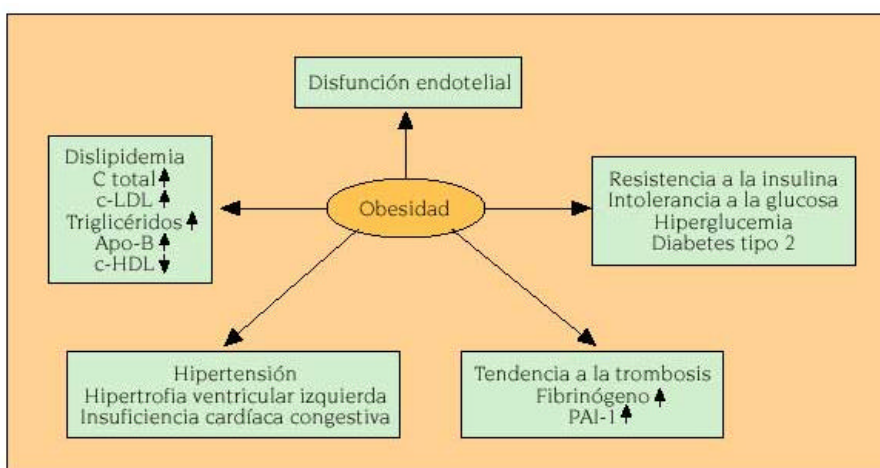 Disfunción endotelial
Dislipidemia
C total ↑
c-LDL ↑
Triglicéridos ↑
Apo-B ↑
c-HDL ↓
Obesidad
Resistencia a la insulina
Intolerancia a la glucosa
Hiperglucemia
Diabetes tipo 2
Hipertensión
Hipertrofia ventricular izquierda
Insuficiencia cardíaca congestiva
Tendencia a la trombosis
Fibrinógeno ↑
PAI-1 ↑